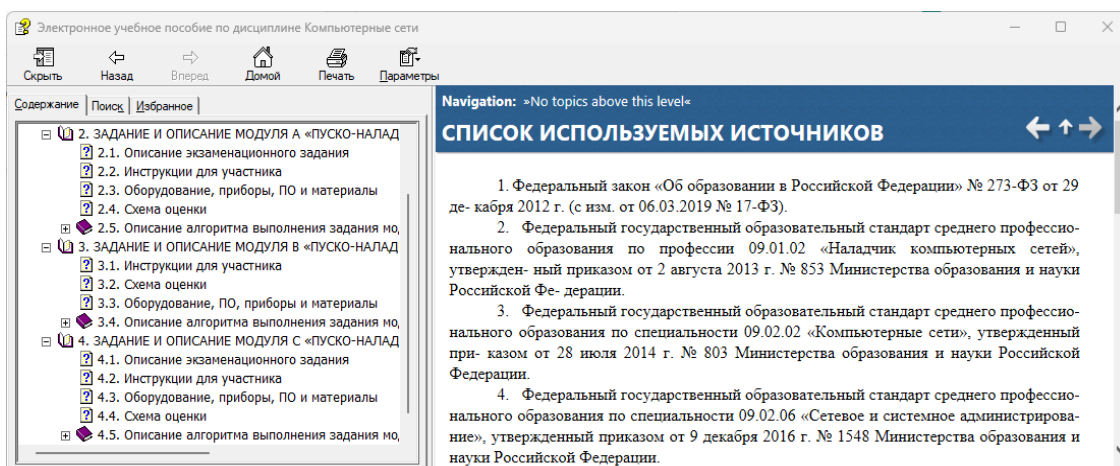 Электронное учебное пособие по дисциплине Компьютерные сети
Скрыть Назад Вперед Домой Печать Параметры
Содержание Поиск Избранное
2. ЗАДАНИЕ И ОПИСАНИЕ МОДУЛЯ А «ПУСКО-НАЛАД
2.1. Описание экзаменационного задания
2.2. Инструкции для участника
2.3. Оборудование, приборы, ПО и материалы
2.4. Схема оценки
2.5. Описание алгоритма выполнения задания мо,
3. ЗАДАНИЕ И ОПИСАНИЕ МОДУЛЯ В «ПУСКО-НАЛАД
3.1. Инструкции для участника
3.2. Схема оценки
3.3. Оборудование, ПО, приборы и материалы
3.4. Описание алгоритма выполнения задания мо,
4. ЗАДАНИЕ И ОПИСАНИЕ МОДУЛЯ С «ПУСКО-НАЛАД
4.1. Описание экзаменационного задания
4.2. Инструкции для участника
4.3. Оборудование, приборы, ПО и материалы
4.4. Схема оценки
4.5. Описание алгоритма выполнения задания мо,
Navigation: »No topics above this level«
СПИСОК ИСПОЛЬЗУЕМЫХ ИСТОЧНИКОВ
1. Федеральный закон «Об образовании в Российской Федерации» № 273-ФЗ от 29
де- кабря 2012 г. (с изм. от 06.03.2019 № 17-ФЗ).
2. Федеральный государственный образовательный стандарт среднего профессио-
нального образования по профессии 09.01.02 «Наладчик компьютерных сетей»,
утвержден- ный приказом от 2 августа 2013 г. № 853 Министерства образования и науки
Российской Фе- дерации.
3. Федеральный государственный образовательный стандарт среднего профессио-
нального образования по специальности 09.02.02 «Компьютерные сети», утвержденный
при- казом от 28 июля 2014 г. № 803 Министерства образования и науки Российской
Федерации.
4. Федеральный государственный образовательный стандарт среднего профессио-
нального образования по специальности 09.02.06 «Сетевое и системное администрирова-
ние», утвержденный приказом от 9 декабря 2016 г. № 1548 Министерства образования и
науки Российской Федерации.